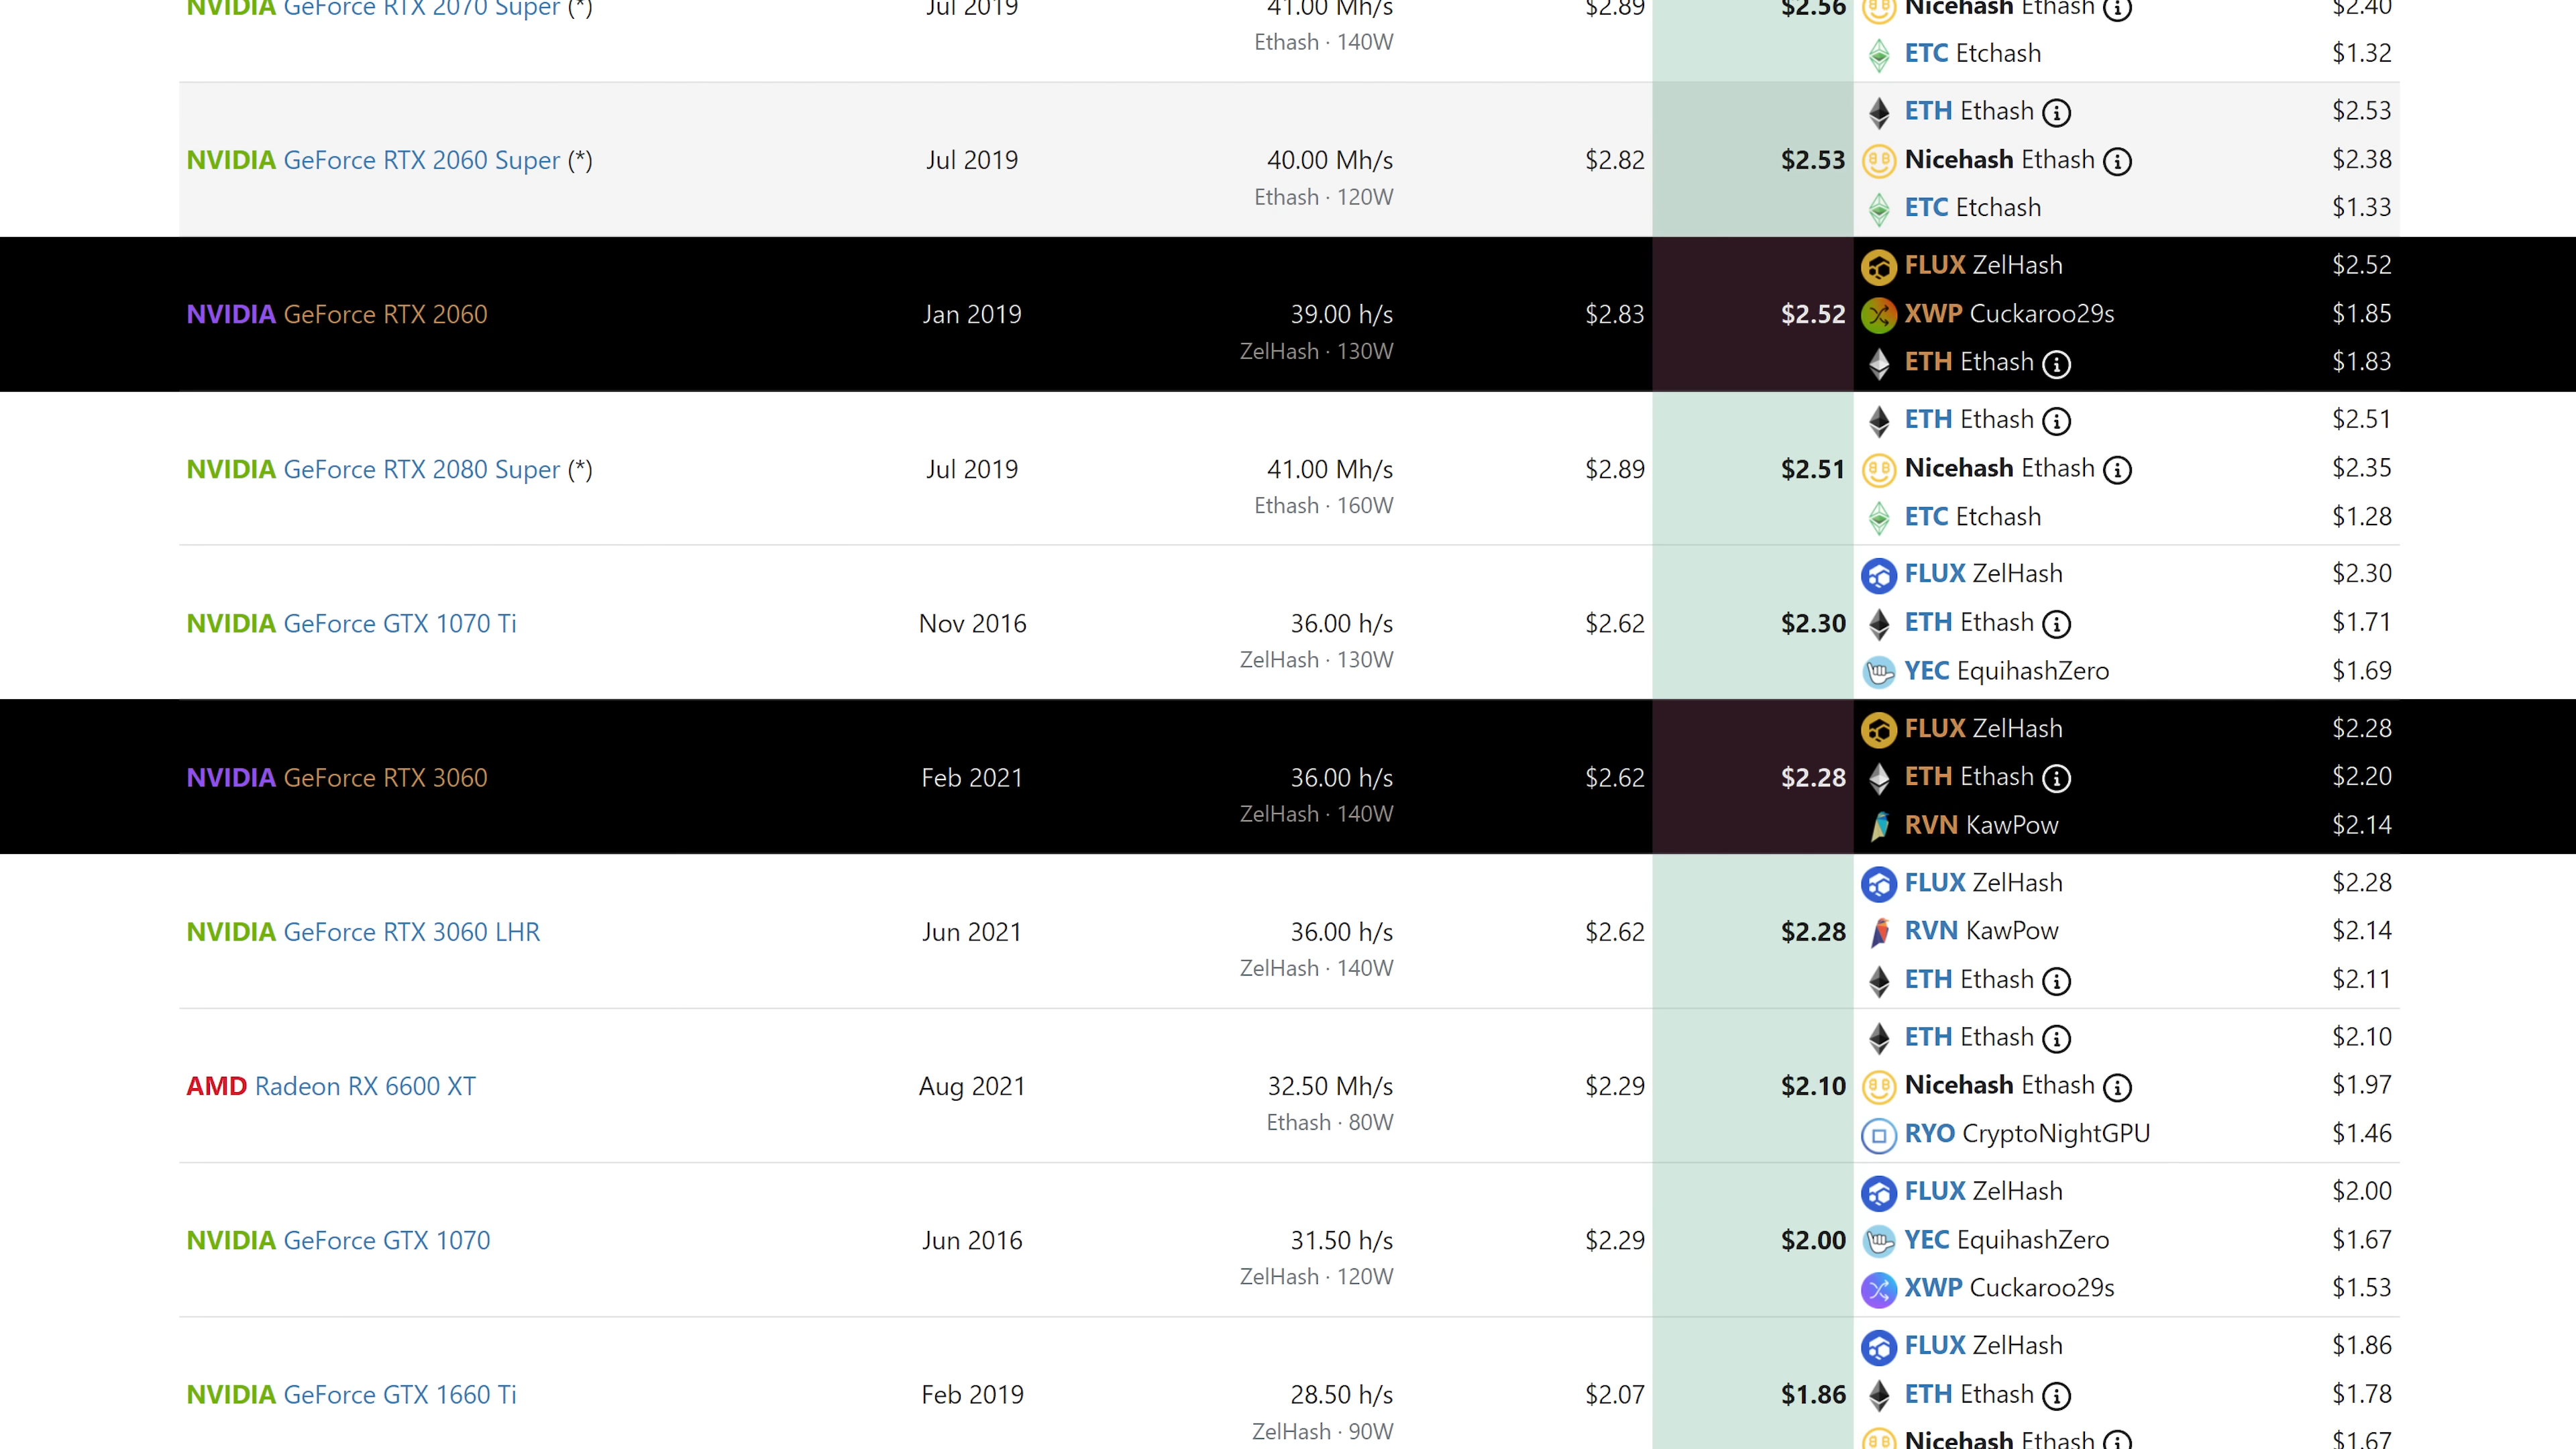 NVIDIA GeForce RTX 2070 Super (*) Jul 2019 41.00 Mh/s $2.89 $2.56 Nicehash Ethash $2.40
Ethash · 140W
ETC Etchash $1.32
ETH Ethash $2.53
NVIDIA GeForce RTX 2060 Super (*) Jul 2019 40.00 Mh/s $2.82 $2.53 Nicehash Ethash $2.38
Ethash · 120W
ETC Etchash $1.33
FLUX ZelHash $2.52
NVIDIA GeForce RTX 2060 Jan 2019 39.00 h/s $2.83 $2.52 XWP Cuckaroo29s $1.85
ZelHash · 130W
ETH Ethash $1.83
ETH Ethash $2.51
NVIDIA GeForce RTX 2080 Super (*) Jul 2019 41.00 Mh/s $2.89 $2.51 Nicehash Ethash $2.35
Ethash · 160W
ETC Etchash $1.28
FLUX ZelHash $2.30
NVIDIA GeForce GTX 1070 Ti Nov 2016 36.00 h/s $2.62 $2.30 ETH Ethash $1.71
ZelHash · 130W
YEC EquihashZero $1.69
FLUX ZelHash $2.28
NVIDIA GeForce RTX 3060 Feb 2021 36.00 h/s $2.62 $2.28 ETH Ethash $2.20
ZelHash · 140W
RVN KawPow $2.14
FLUX ZelHash $2.28
NVIDIA GeForce RTX 3060 LHR Jun 2021 36.00 h/s $2.62 $2.28 RVN KawPow $2.14
ZelHash · 140W
ETH Ethash $2.11
ETH Ethash $2.10
AMD Radeon RX 6600 XT Aug 2021 32.50 Mh/s $2.29 $2.10 Nicehash Ethash $1.97
Ethash · 80W
RYO CryptoNightGPU $1.46
FLUX ZelHash $2.00
NVIDIA GeForce GTX 1070 Jun 2016 31.50 h/s $2.29 $2.00 YEC EquihashZero $1.67
ZelHash · 120W
XWP Cuckaroo29s $1.53
FLUX ZelHash $1.86
NVIDIA GeForce GTX 1660 Ti Feb 2019 28.50 h/s $2.07 $1.86 ETH Ethash $1.78
ZelHash · 90W
Nicehash Ethash $1.67